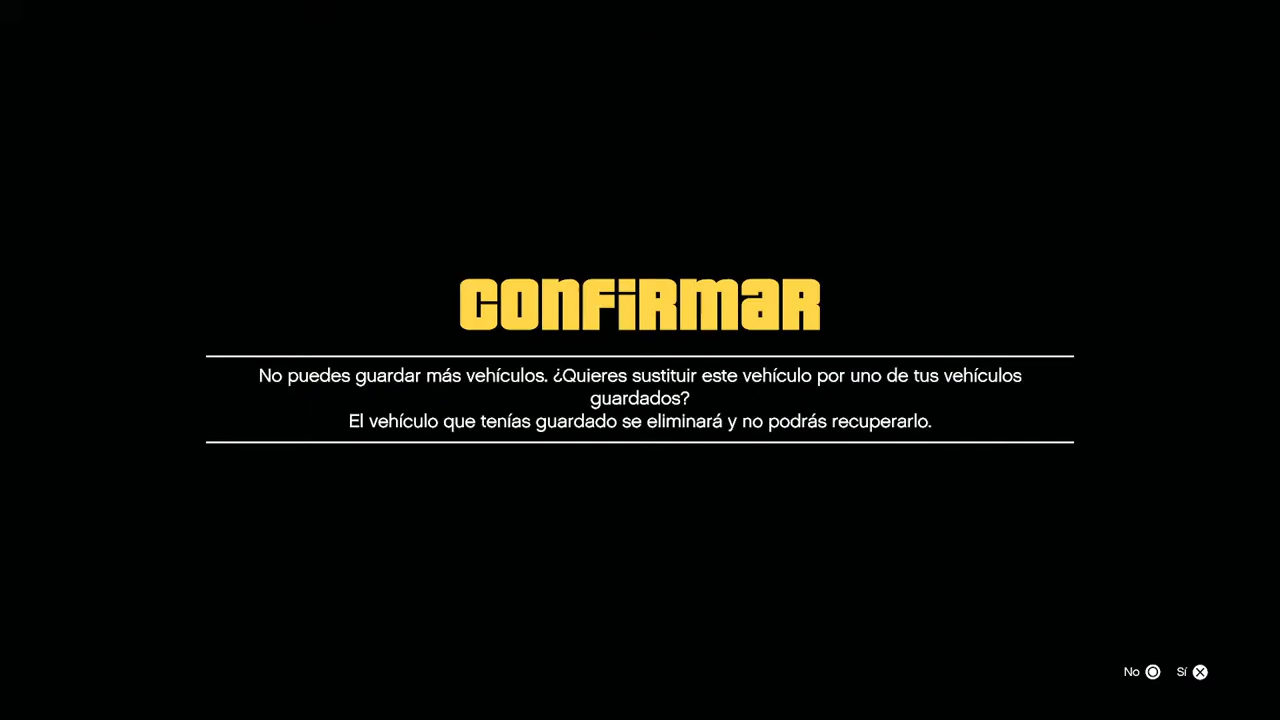 CONFIRMAR
No puedes guardar más vehículos. ¿Quieres sustituir este vehículo por uno de tus vehículos
guardados?
El vehículo que tenías guardado se eliminará y no podrás recuperarlo.
No Sí